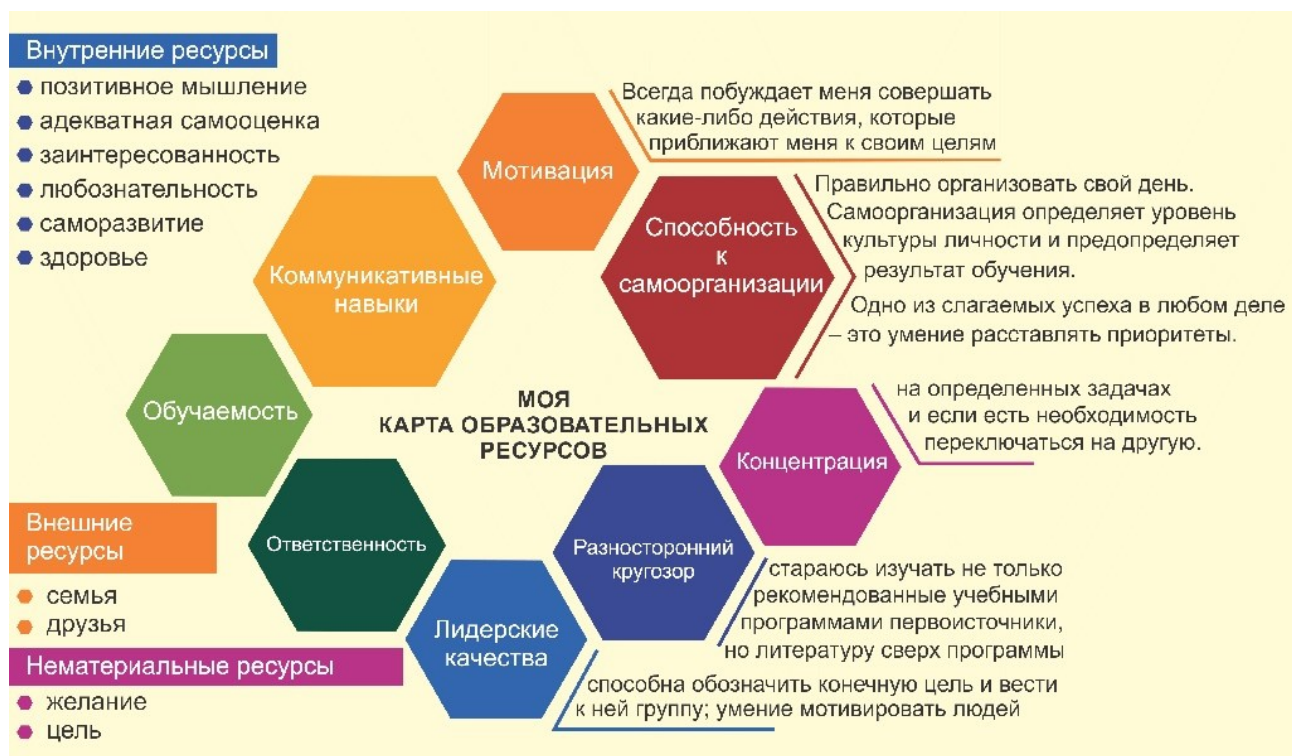 Внутренние ресурсы
позитивное мышление
адекватная самооценка
заинтересованность
любознательность
саморазвитие
здоровье
Мотивация
Всегда побуждает меня совершать
какие-либо действия, которые
приближают меня к своим целям
Способность
к
самоорганизации
Правильно организовать свой день.
Самоорганизация определяет уровень
культуры личности и предопределяет
результат обучения.
Одно из слагаемых успеха в любом деле
– это умение расставлять приоритеты.
Коммуникативные
навыки
Обучаемость
МОЯ
КАРТА ОБРАЗОВАТЕЛЬНЫХ
РЕСУРСОВ
Концентрация
на определенных задачах
и если есть необходимость
переключаться на другую.
Ответственность
Разносторонний
кругозор
стараюсь изучать не только
рекомендованные учебными
программами первоисточники,
но литературу сверх программы
Лидерские
качества
способна обозначить конечную цель и вести
к ней группу; умение мотивировать людей
Внешние
ресурсы
семья
друзья
Нематериальные ресурсы
желание
цель